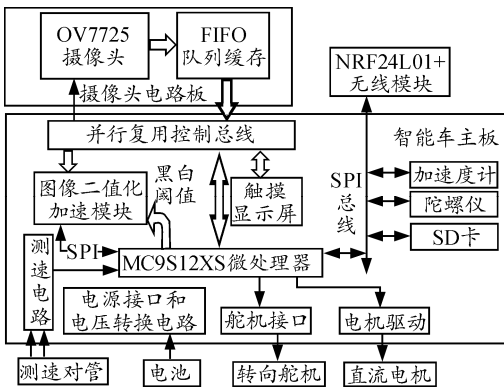 OV7725
摄像头
FIFO
队列缓存
摄像头电路板
NRF24L01+
无线模块
并行复用控制总线
智能车主板
图像二值化
加速模块
黑白
阈值
触摸
显示屏
SPI
总线
加速度计
陀螺仪
SD卡
测速电路
SPI
MC9S12XS微处理器
电源接口和
电压转换电路
舵机接口
电机驱动
测速对管
电池
转向舵机
直流电机